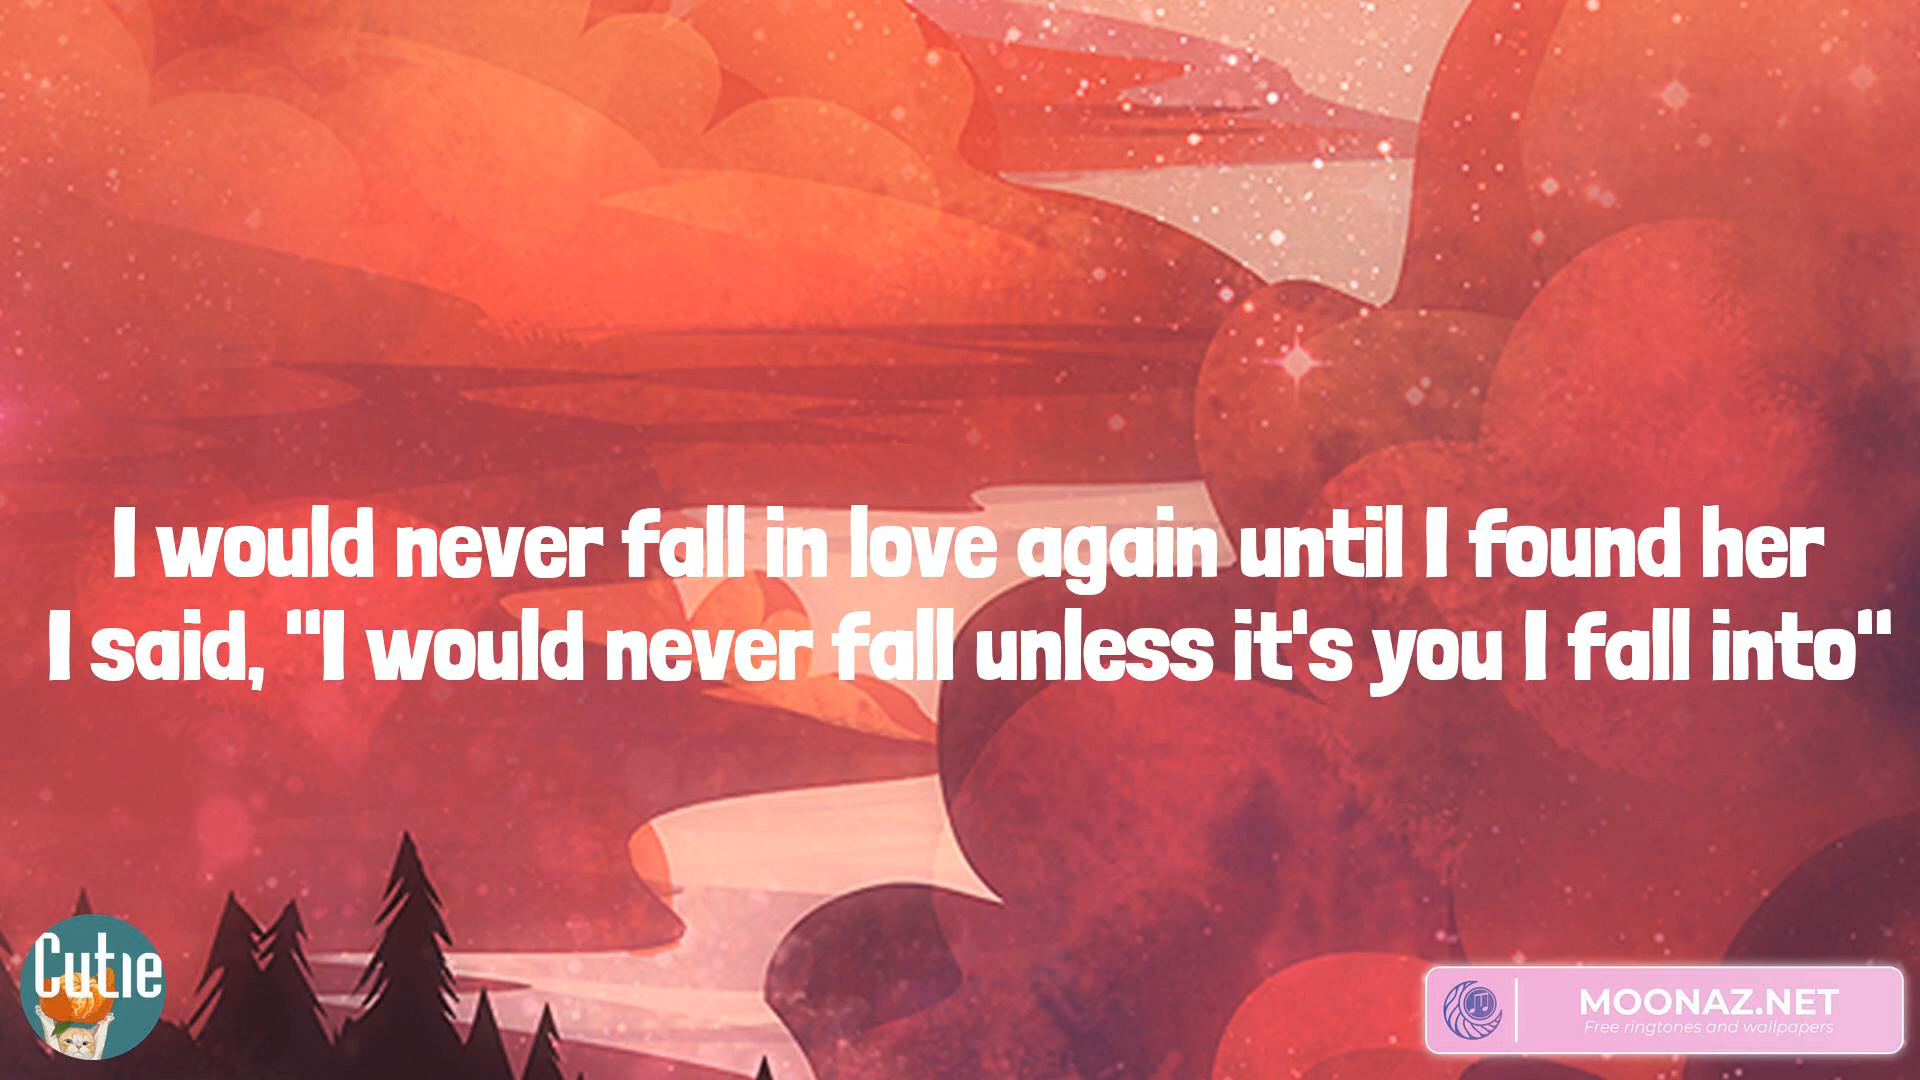 I would never fall in love again until I found her
I said, "I would never fall unless it's you I fall into"
Cutie
MOONAZ.NET
Free ringtones and wallpapers